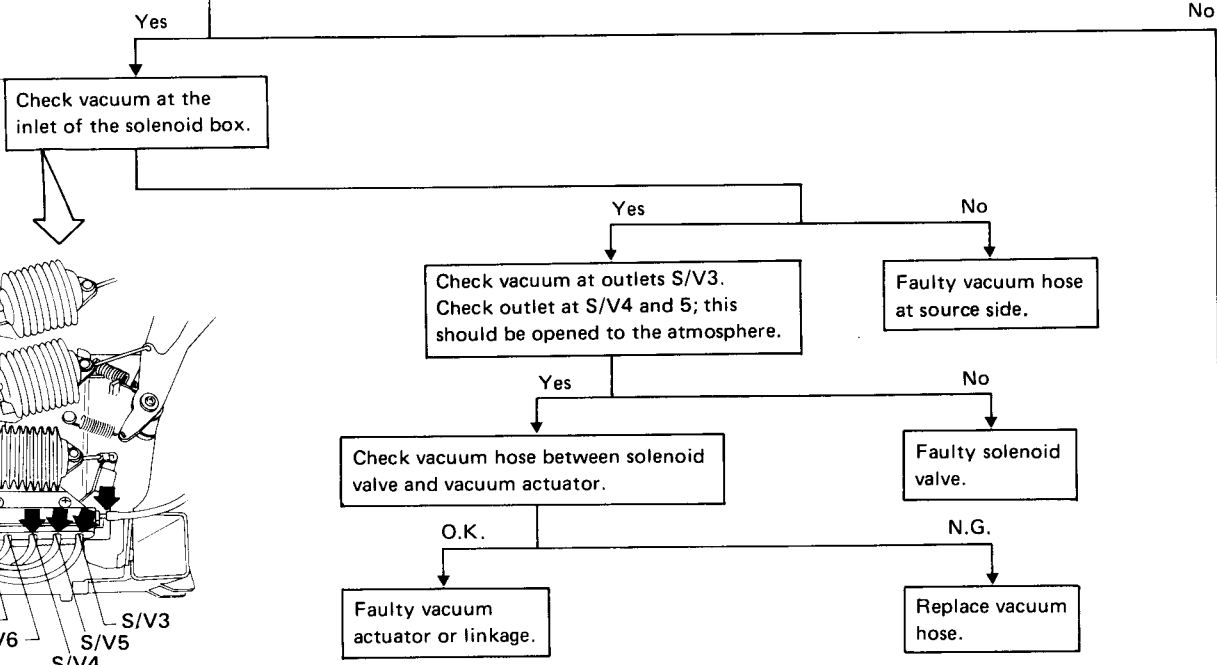 Yes
No
Check vacuum at the
inlet of the solenoid box.
Yes
No
Check vacuum at outlets S/V3.
Check outlet at S/V4 and 5; this
should be opened to the atmosphere.
Faulty vacuum hose
at source side.
Yes
No
Check vacuum hose between solenoid
valve and vacuum actuator.
Faulty solenoid
valve.
O.K.
N.G.
Faulty vacuum
actuator or linkage.
Replace vacuum
hose.
S/V3
S/V5
S/V4